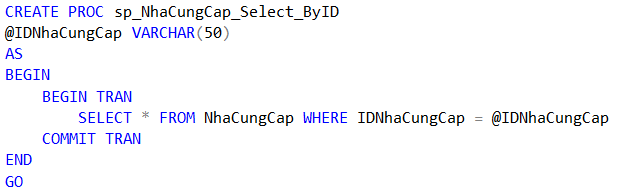 CREATE PROC sp_NhaCungCap_Select_ByID
@IDNhaCungCap VARCHAR(50)
AS
BEGIN
    BEGIN TRAN
        SELECT * FROM NhaCungCap WHERE IDNhaCungCap = @IDNhaCungCap
    COMMIT TRAN
END
GO